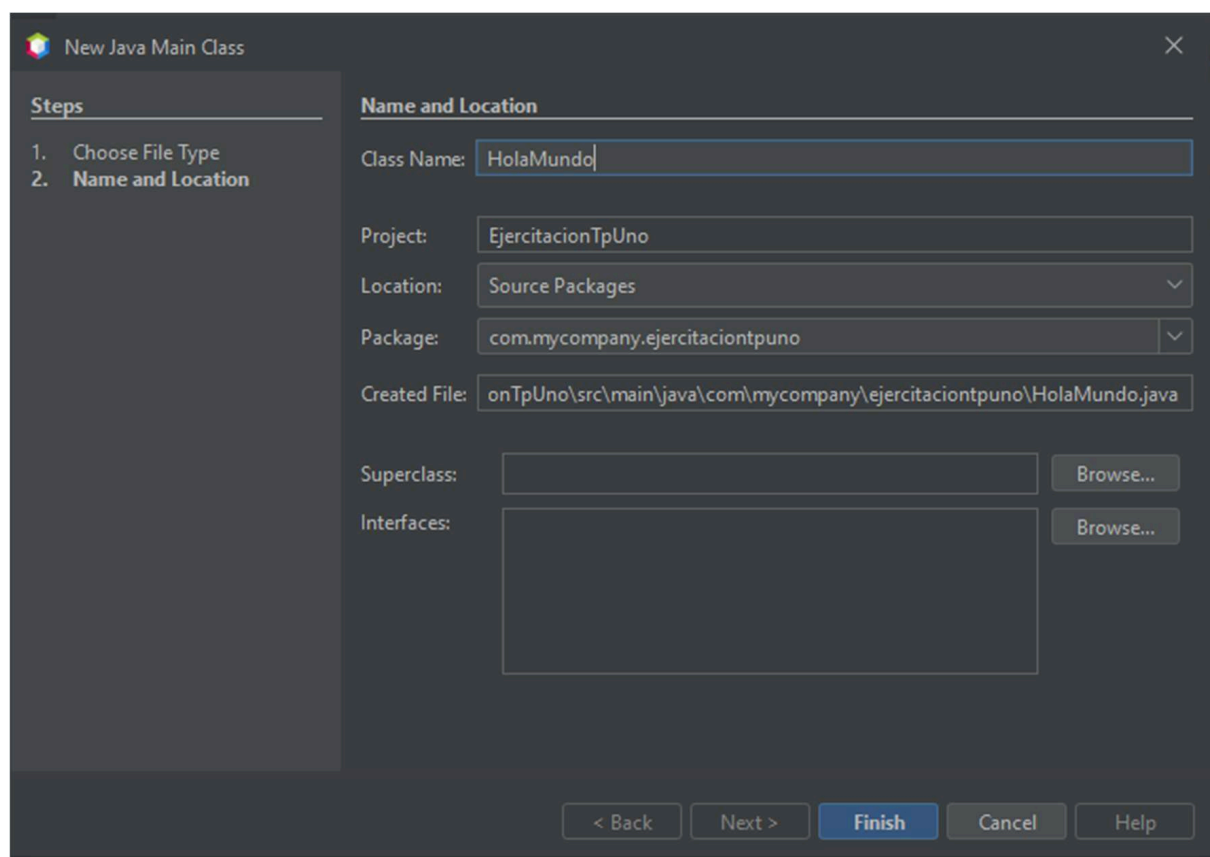 New Java Main Class
Steps
1. Choose File Type
2. Name and Location
Name and Location
Class Name: HolaMundo
Project: EjercitacionTpUno
Location: Source Packages
Package: com.mycompany.ejercitaciontpuno
Created File: onTpUno\src\main\java\com\mycompany\ejercitaciontpuno\HolaMundo.java
Superclass: Browse...
Interfaces: Browse...
< Back Next > Finish Cancel Help